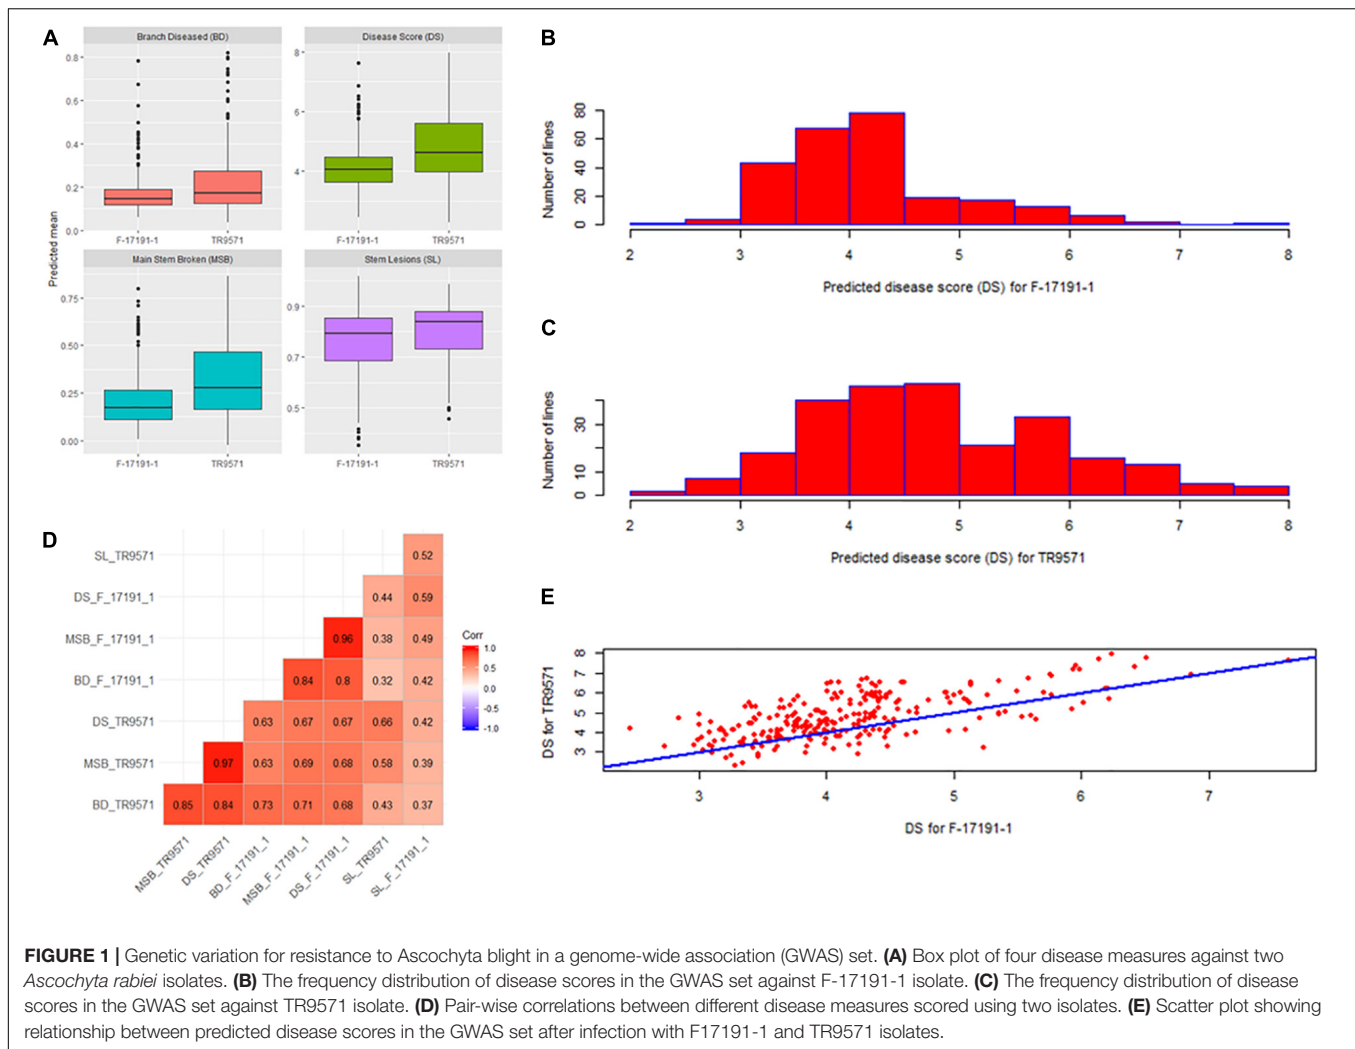 A
Branch Diseased (BD)
Disease Score (DS)
0.8
0.6
0.4
0.2
0.0
8
6
4
F-17191-1
TR9571
F-17191-1
TR9571
Predicted mean
Main Stem Broken (MSB)
Stem Lesions (SL)
0.75
0.50
0.25
0.00
0.9
0.7
0.5
F-17191-1
TR9571
F-17191-1
TR9571
B
Number of lines
80
60
40
20
0
2 3 4 5 6 7 8
Predicted disease score (DS) for F-17191-1
C
Number of lines
30
10
0
2 3 4 5 6 7 8
Predicted disease score (DS) for TR9571
D
SL_TR9571 0.52
DS_F_17191_1 0.44 0.59
MSB_F_17191_1 0.96 0.38 0.49
BD_F_17191_1 0.84 0.8 0.32 0.42
DS_TR9571 0.63 0.67 0.67 0.66 0.42
MSB_TR9571 0.97 0.63 0.69 0.68 0.58 0.39
BD_TR9571 0.85 0.84 0.73 0.71 0.68 0.43 0.37
MSB_TR9571
DS_TR9571
BD_F_17191_1
MSB_F_17191_1
DS_F_17191_1
SL_TR9571
SL_F_17191_1
Corr
1.0
0.5
0.0
-0.5
-1.0
E
DS for TR9571
8
7
6
5
4
3
3 4 5 6 7
DS for F-17191-1
FIGURE 1 | Genetic variation for resistance to Ascochyta blight in a genome-wide association (GWAS) set. (A) Box plot of four disease measures against two
Ascochyta rabiei isolates. (B) The frequency distribution of disease scores in the GWAS set against F-17191-1 isolate. (C) The frequency distribution of disease
scores in the GWAS set against TR9571 isolate. (D) Pair-wise correlations between different disease measures scored using two isolates. (E) Scatter plot showing
relationship between predicted disease scores in the GWAS set after infection with F17191-1 and TR9571 isolates.